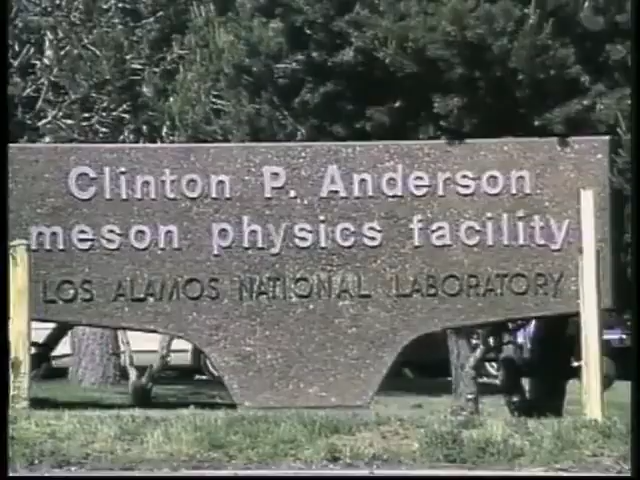 Clinton P. Anderson
meson physics facility
LOS ALAMOS NATIONAL LABORATORY